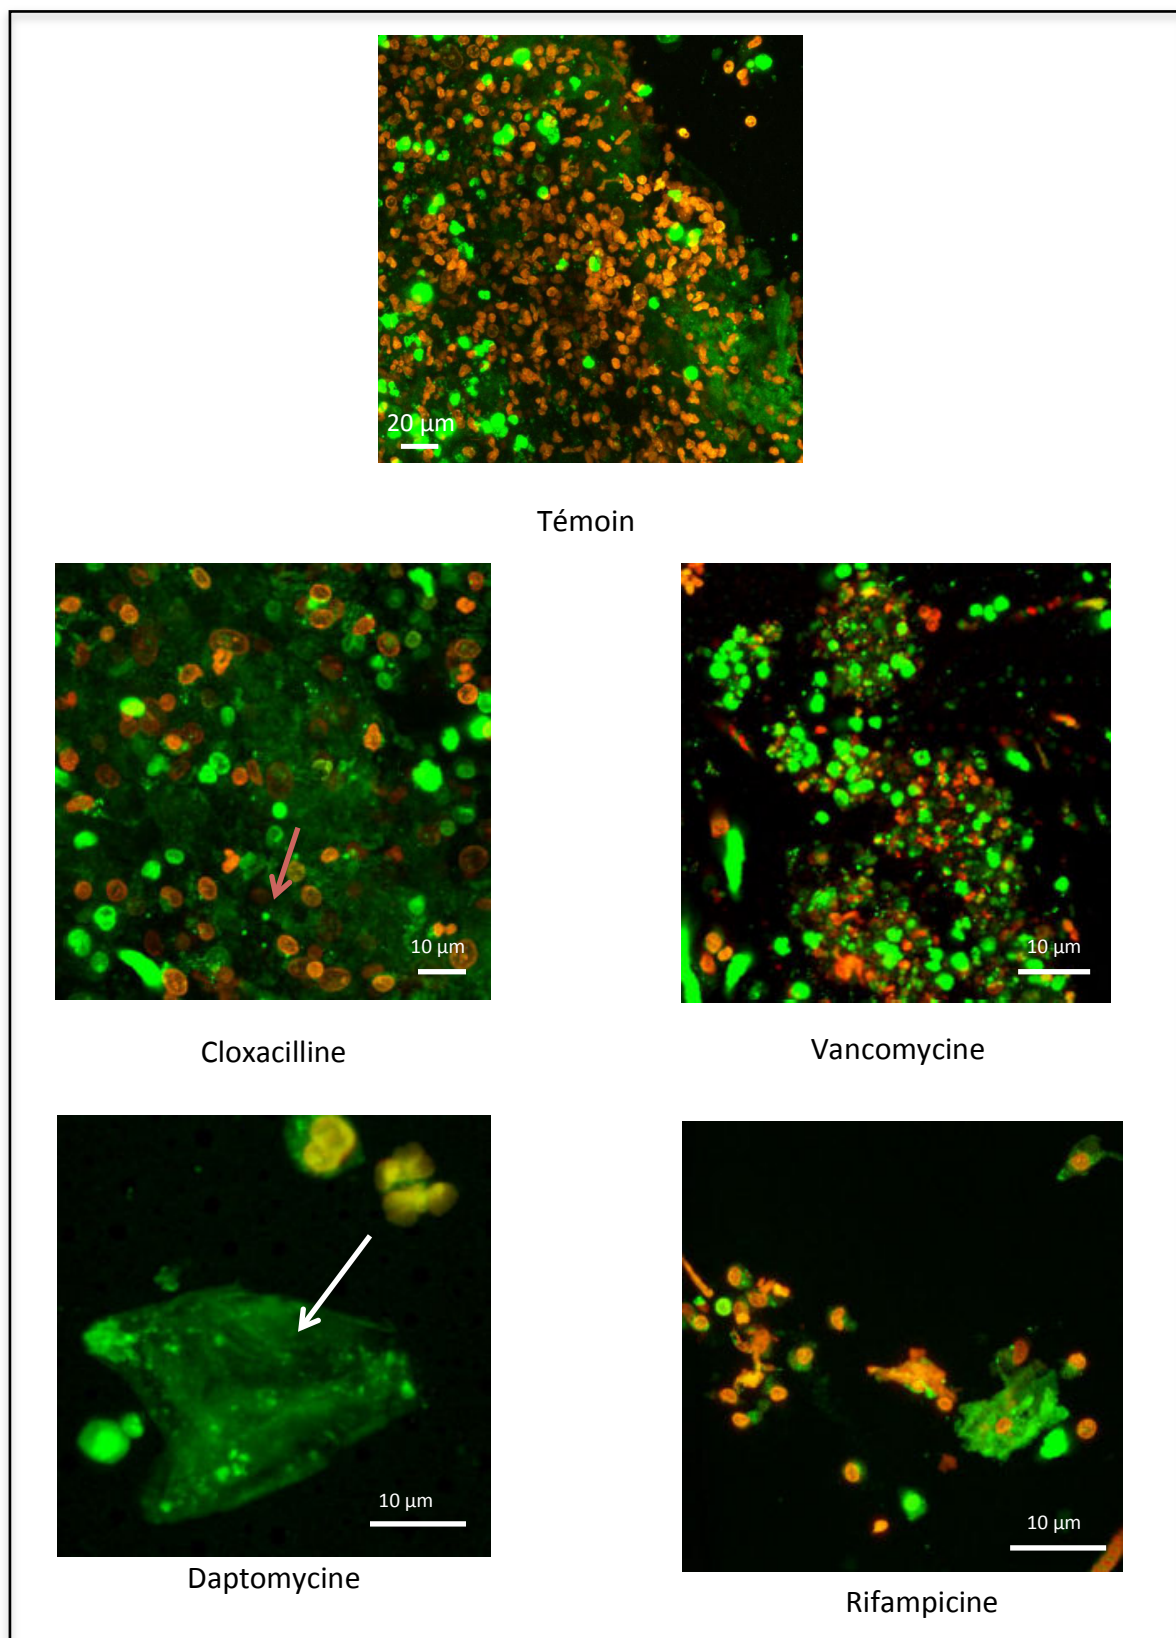 20 µm
Témoin
10 µm
10 µm
Cloxacilline
Vancomycine
10 µm
10 µm
Daptomycine
Rifampicine